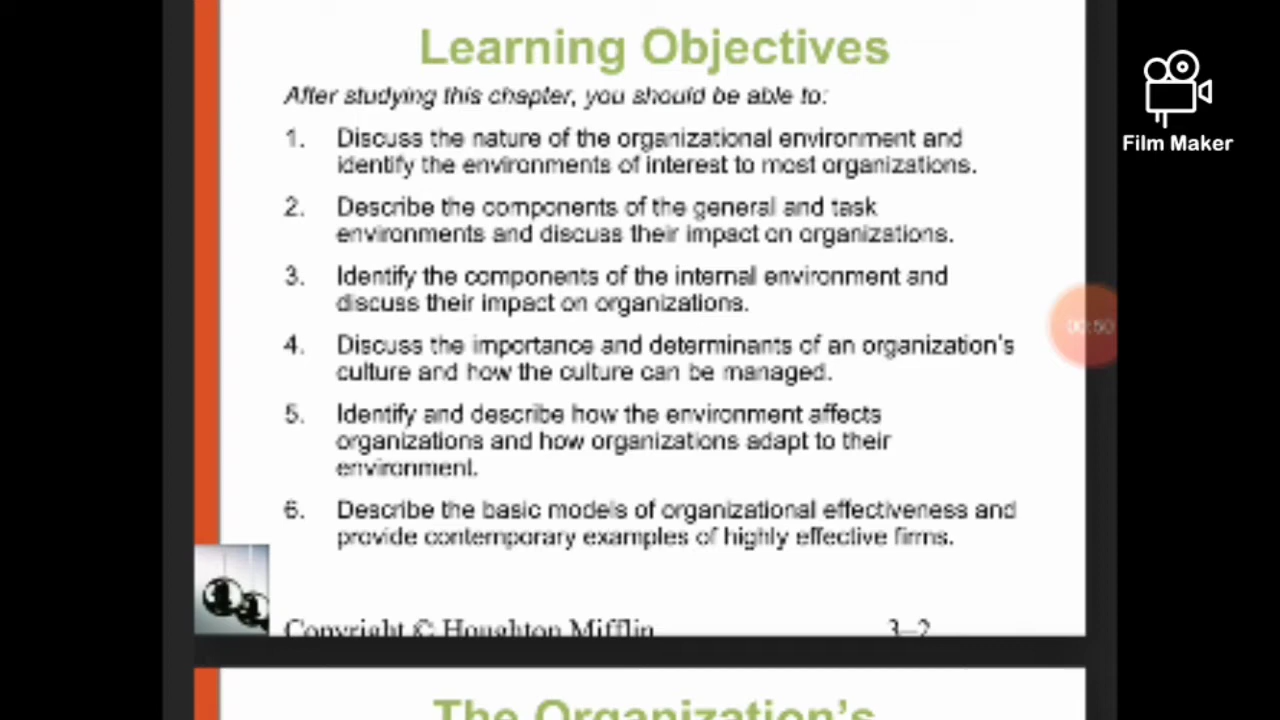 Learning Objectives
After studying this chapter, you should be able to:
1. Discuss the nature of the organizational environment and
identify the environments of interest to most organizations.
2. Describe the components of the general and task
environments and discuss their impact on organizations.
3. Identify the components of the internal environment and
discuss their impact on organizations.
4. Discuss the importance and determinants of an organization's
culture and how the culture can be managed.
5. Identify and describe how the environment affects
organizations and how organizations adapt to their
environment.
6. Describe the basic models of organizational effectiveness and
provide contemporary examples of highly effective firms.
Copyright © Houghton Mifflin 3–2
The Organization's
Film Maker
00:50